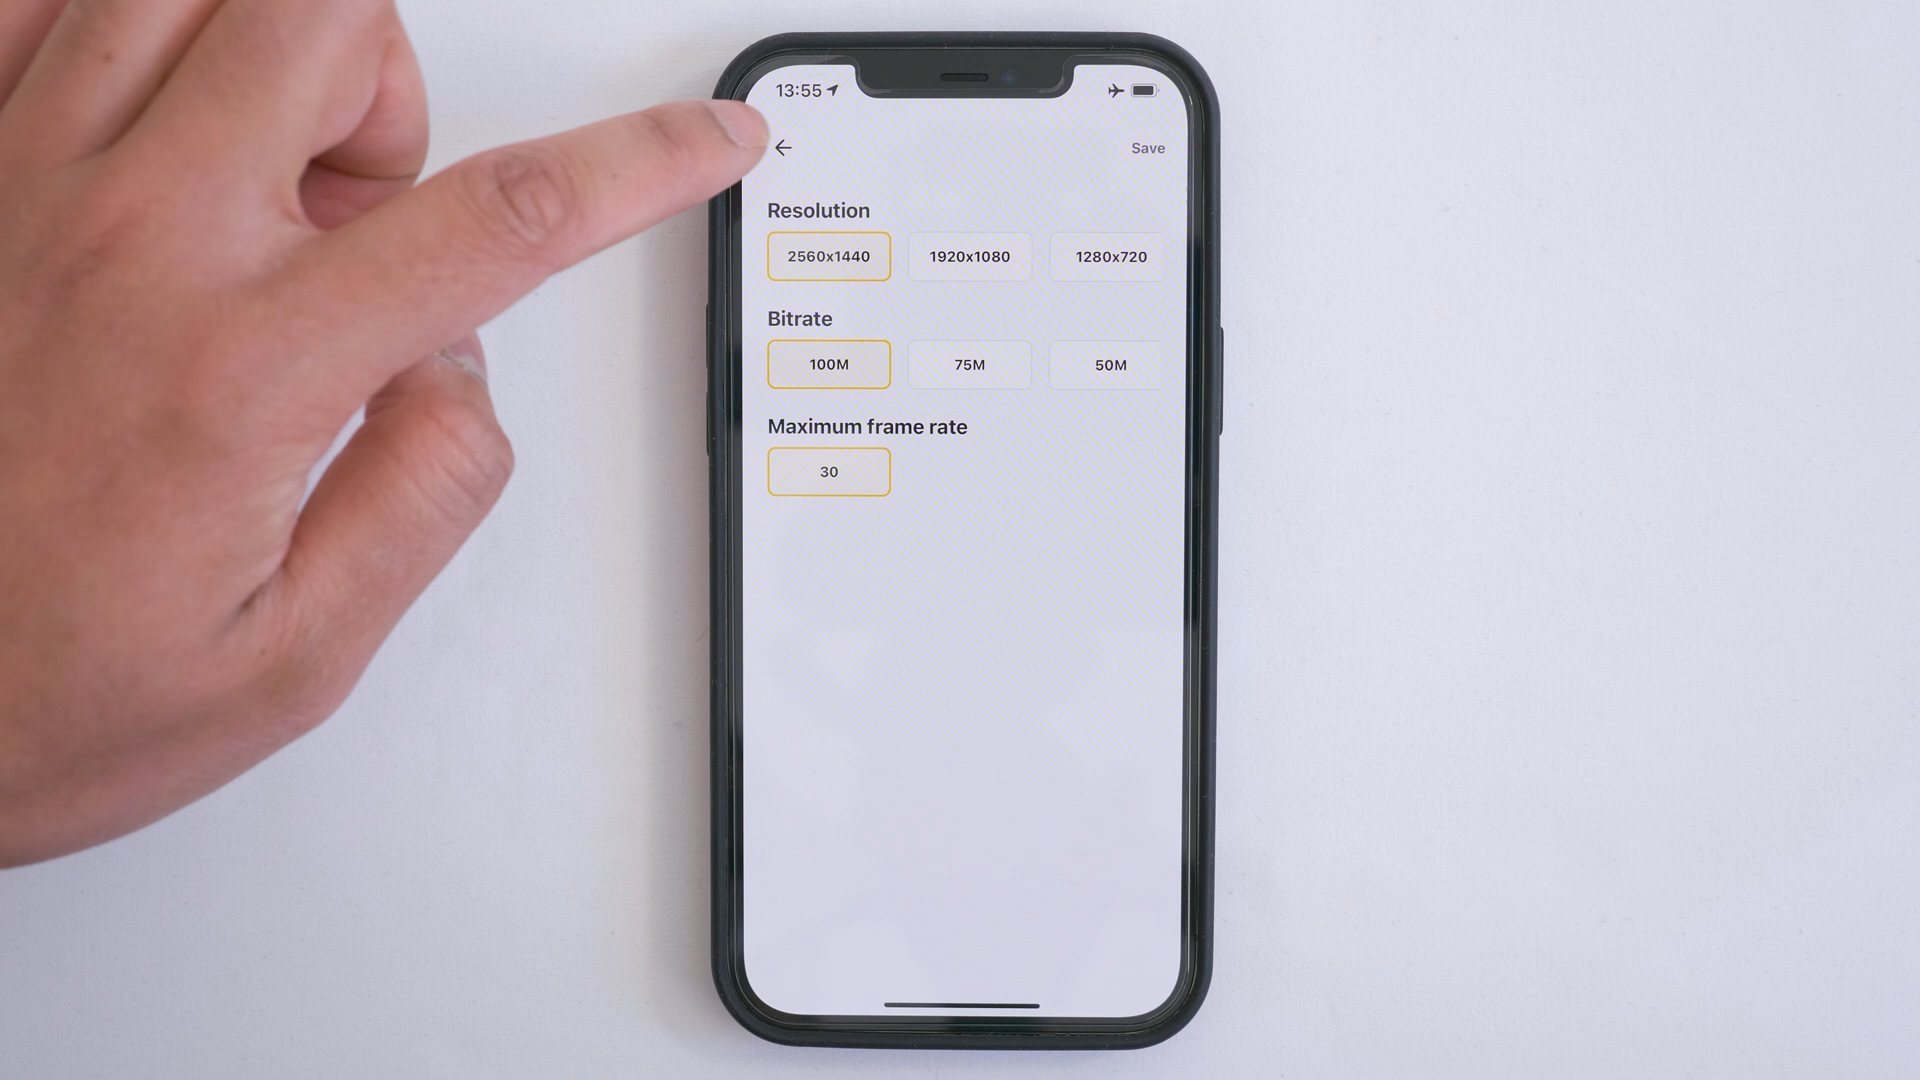 13:55
Save
Resolution
2560x1440 1920x1080 1280x720
Bitrate
100M 75M 50M
Maximum frame rate
30